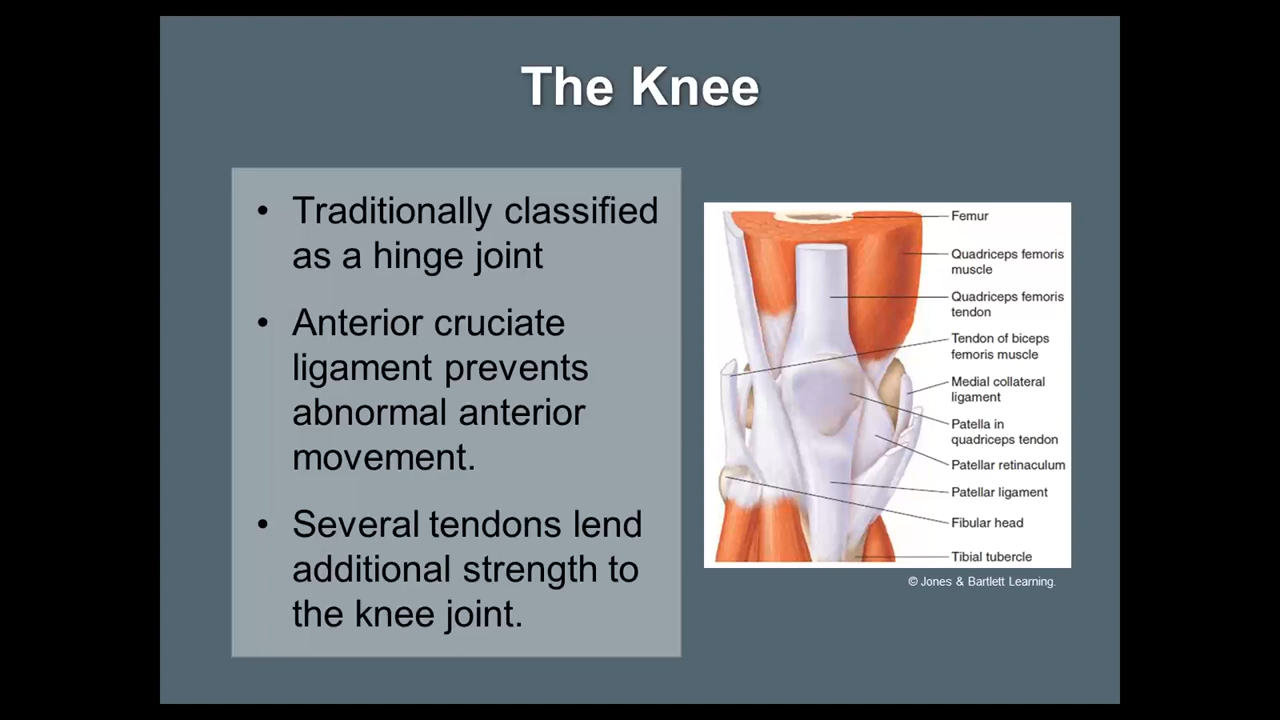 The Knee
• Traditionally classified
as a hinge joint
• Anterior cruciate
ligament prevents
abnormal anterior
movement.
• Several tendons lend
additional strength to
the knee joint.
Femur
Quadriceps femoris
muscle
Quadriceps femoris
tendon
Tendon of biceps
femoris muscle
Medial collateral
ligament
Patella in
quadriceps tendon
Patellar retinaculum
Patellar ligament
Fibular head
Tibial tubercle
© Jones & Bartlett Learning.